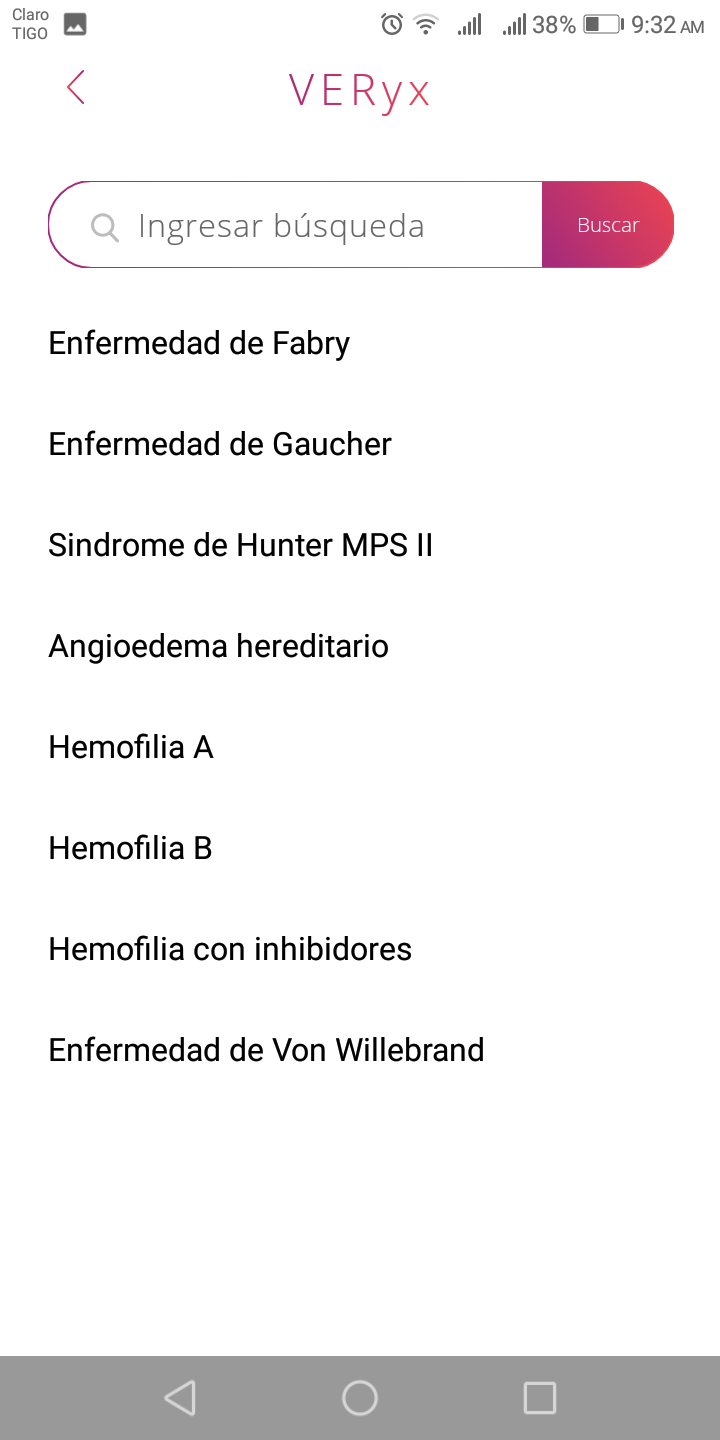 Claro
TIGO
38%
9:32 AM
VERyx
Ingresar búsqueda
Buscar
Enfermedad de Fabry
Enfermedad de Gaucher
Sindrome de Hunter MPS II
Angioedema hereditario
Hemofilia A
Hemofilia B
Hemofilia con inhibidores
Enfermedad de Von Willebrand